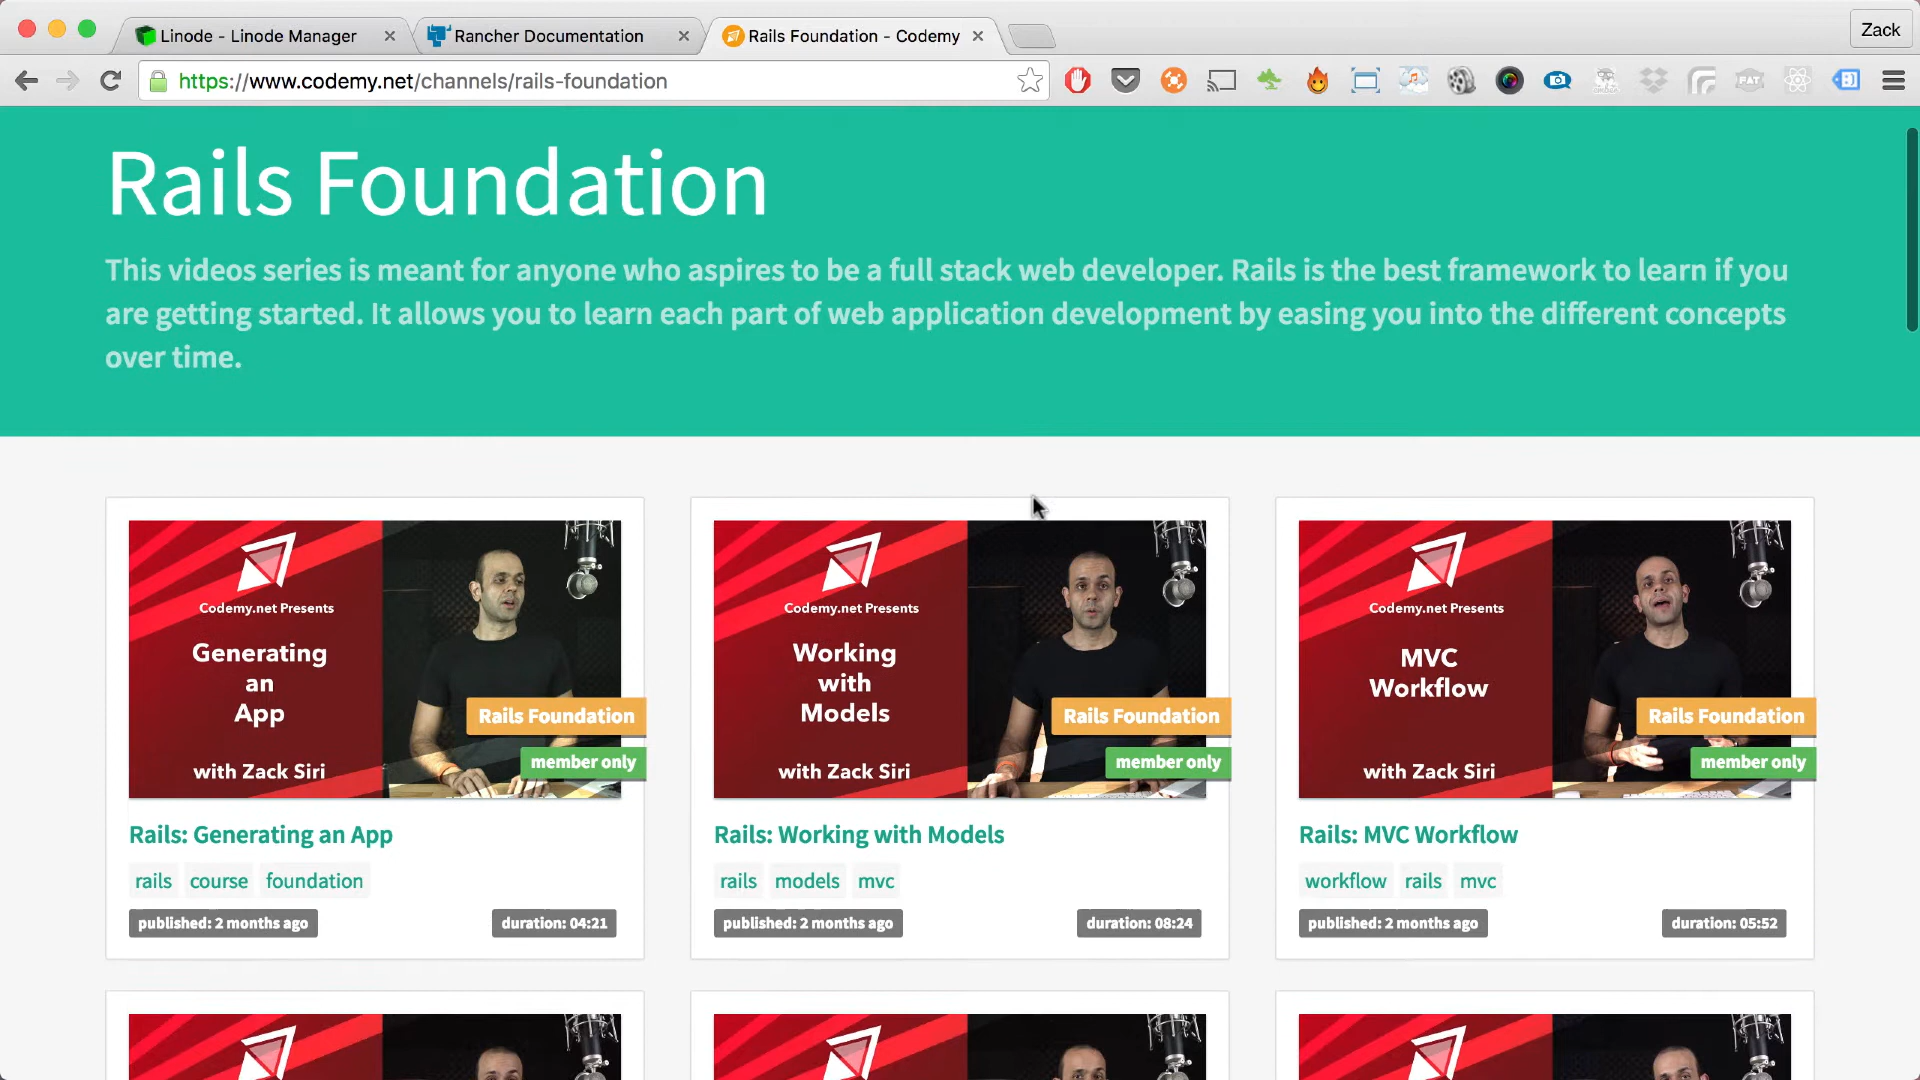 Linode - Linode Manager
Rancher Documentation
Rails Foundation - Codemy
Zack
https://www.codemy.net/channels/rails-foundation
Rails Foundation
This videos series is meant for anyone who aspires to be a full stack web developer. Rails is the best framework to learn if you
are getting started. It allows you to learn each part of web application development by easing you into the different concepts
over time.
Codemy.net Presents
Generating
an
App
with Zack Siri
Rails Foundation
member only
Rails: Generating an App
rails course foundation
published: 2 months ago
duration: 04:21
Codemy.net Presents
Working
with
Models
with Zack Siri
Rails Foundation
member only
Rails: Working with Models
rails models mvc
published: 2 months ago
duration: 08:24
Codemy.net Presents
MVC
Workflow
with Zack Siri
Rails Foundation
member only
Rails: MVC Workflow
workflow rails mvc
published: 2 months ago
duration: 05:52